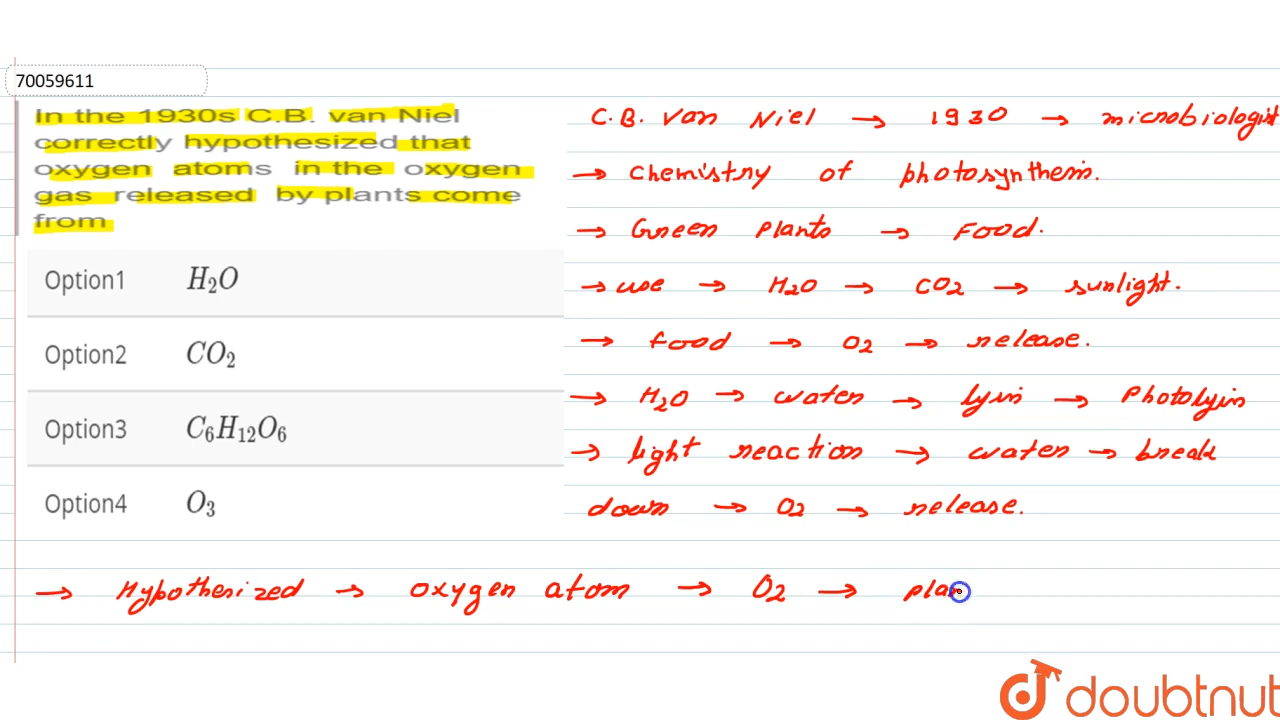 70059611
In the 1930s C.B. van Niel
correctly hypothesized that
oxygen atoms in the oxygen
gas released by plants come
from
Option1 H₂O
Option2 CO₂
Option3 C₆H₁₂O₆
Option4 O₃
C.B. Van Niel → 1930 → microbiologist
→ Chemistry of photosynthesis.
→ Green Plants → Food.
→ use → H2O → CO2 → sunlight.
→ food → O2 → release.
→ H2O → water → lysis → Photolysis
→ light reaction → water → break
down → O2 → release.
→ Hypothesized → oxygen atom → O2 → plan
doubtnut